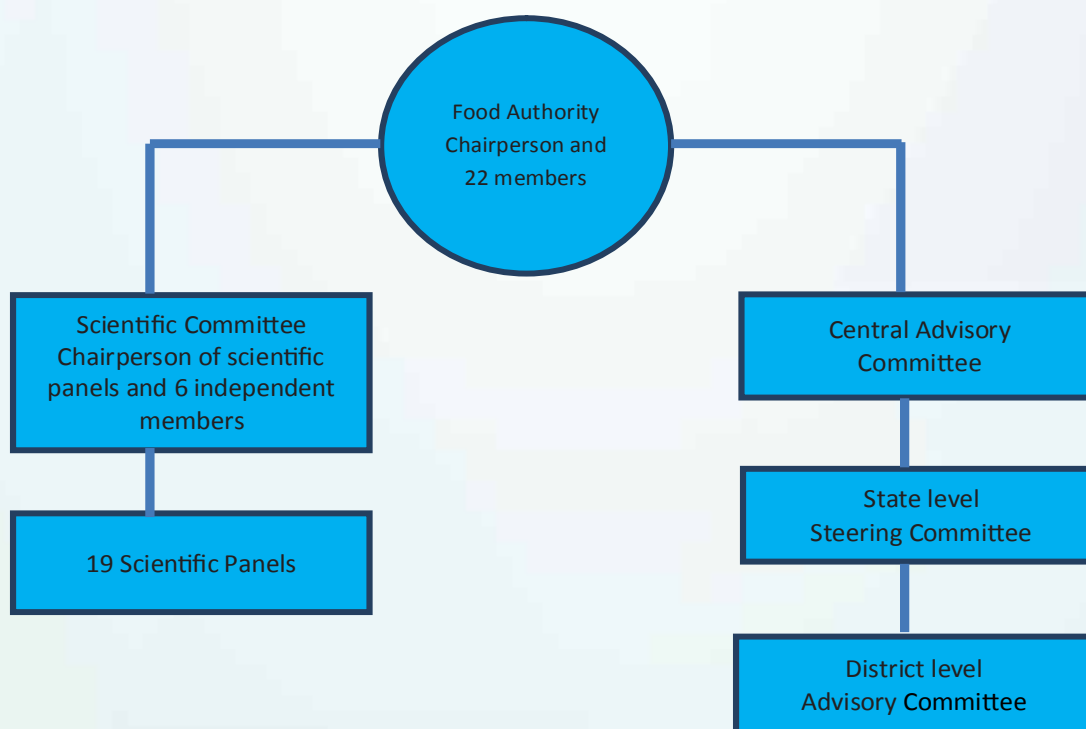 Food Authority
Chairperson and
22 members
Scientific Committee
Chairperson of scientific
panels and 6 independent
members
19 Scientific Panels
Central Advisory
Committee
State level
Steering Committee
District level
Advisory Committee